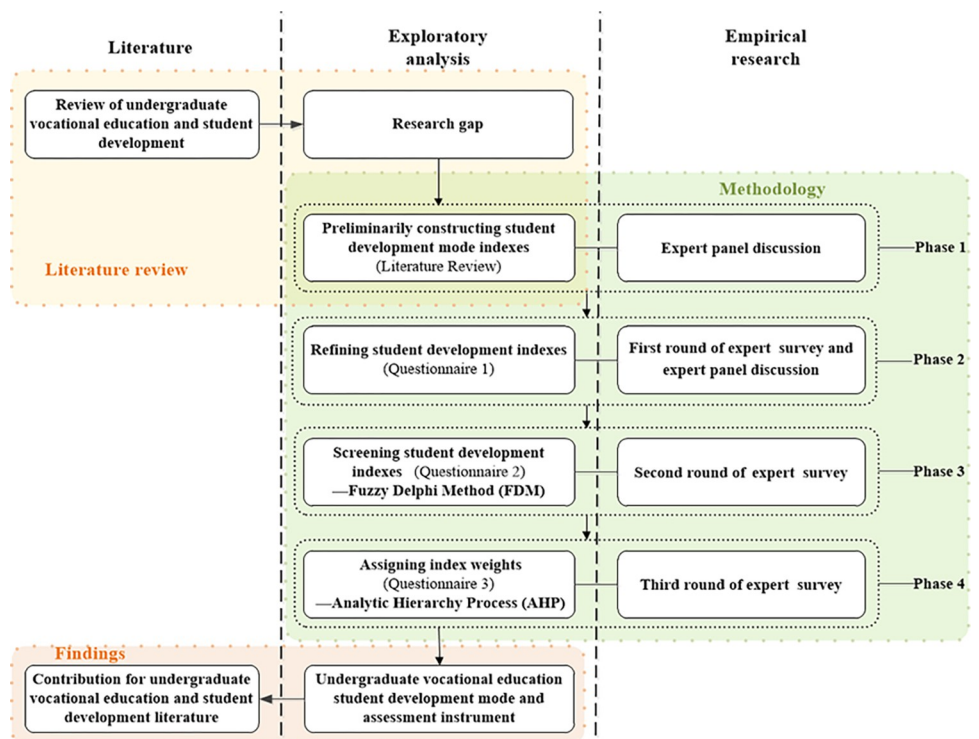 Literature
Exploratory
analysis
Empirical
research
Review of undergraduate
vocational education and student
development
Research gap
Literature review
Methodology
Preliminarily constructing student
development mode indexes
(Literature Review)
Expert panel discussion
Phase 1
Refining student development indexes
(Questionnaire 1)
First round of expert survey and
expert panel discussion
Phase 2
Screening student development
indexes (Questionnaire 2)
—Fuzzy Delphi Method (FDM)
Second round of expert survey
Phase 3
Assigning index weights
(Questionnaire 3)
—Analytic Hierarchy Process (AHP)
Third round of expert survey
Phase 4
Findings
Contribution for undergraduate
vocational education and student
development literature
Undergraduate vocational education
student development mode and
assessment instrument